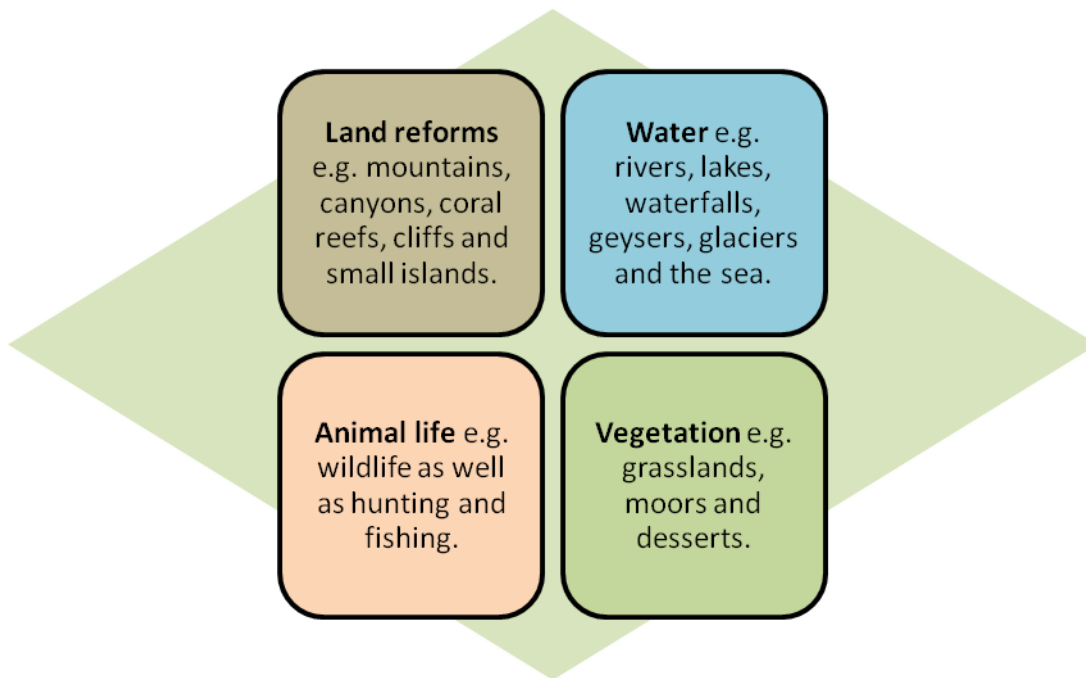 Land reforms
e.g. mountains,
canyons, coral
reefs, cliffs and
small islands.
Water e.g.
rivers, lakes,
waterfalls,
geysers, glaciers
and the sea.
Animal life e.g.
wildlife as well
as hunting and
fishing.
Vegetation e.g.
grasslands,
moors and
desserts.